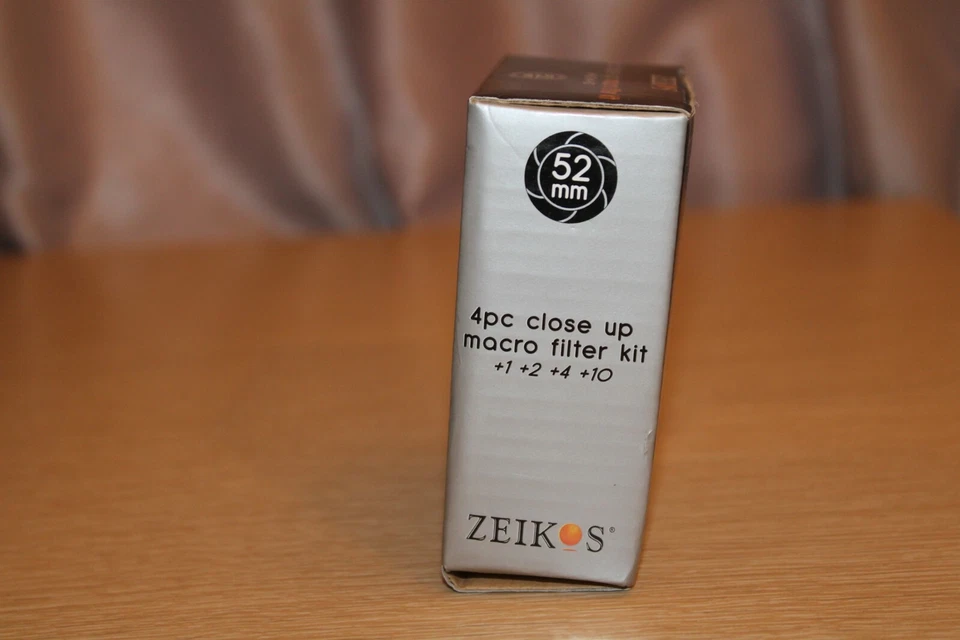 52
mm
4pc close up
macro filter kit
+1 +2 +4 +10
ZEIKOS®